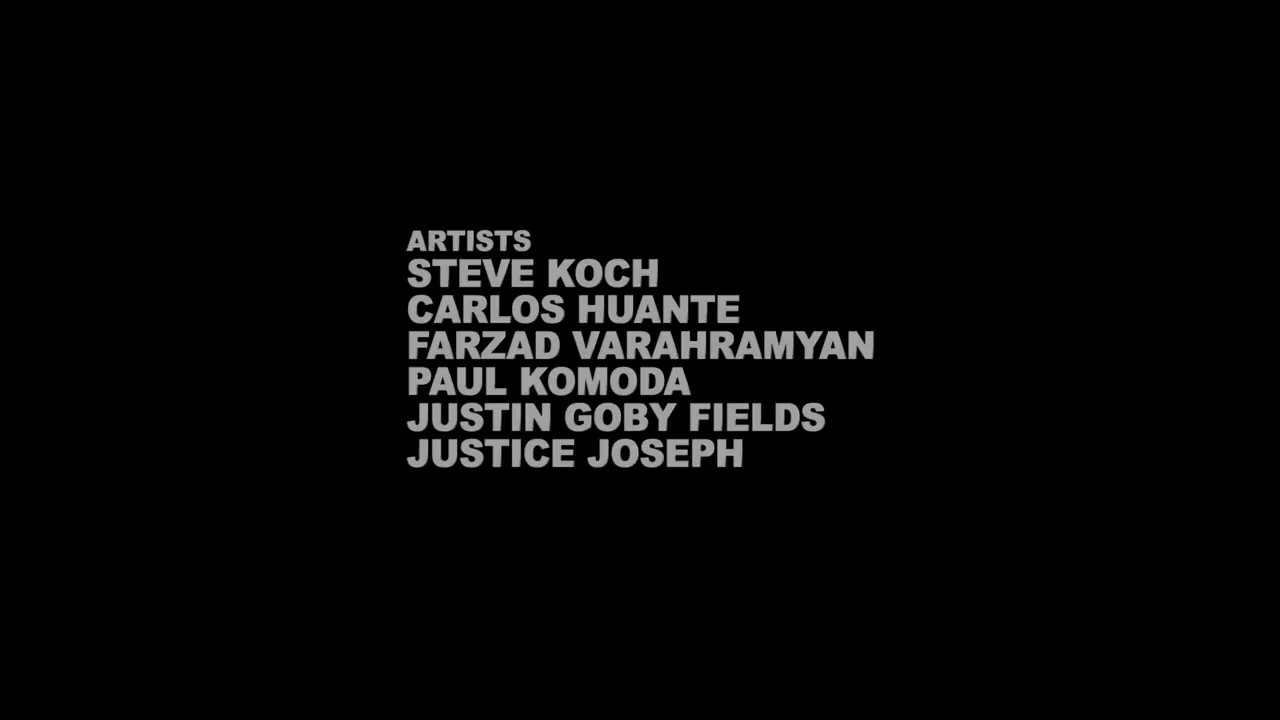 ARTISTS
STEVE KOCH
CARLOS HUANTE
FARZAD VARAHRAMYAN
PAUL KOMODA
JUSTIN GOBY FIELDS
JUSTICE JOSEPH